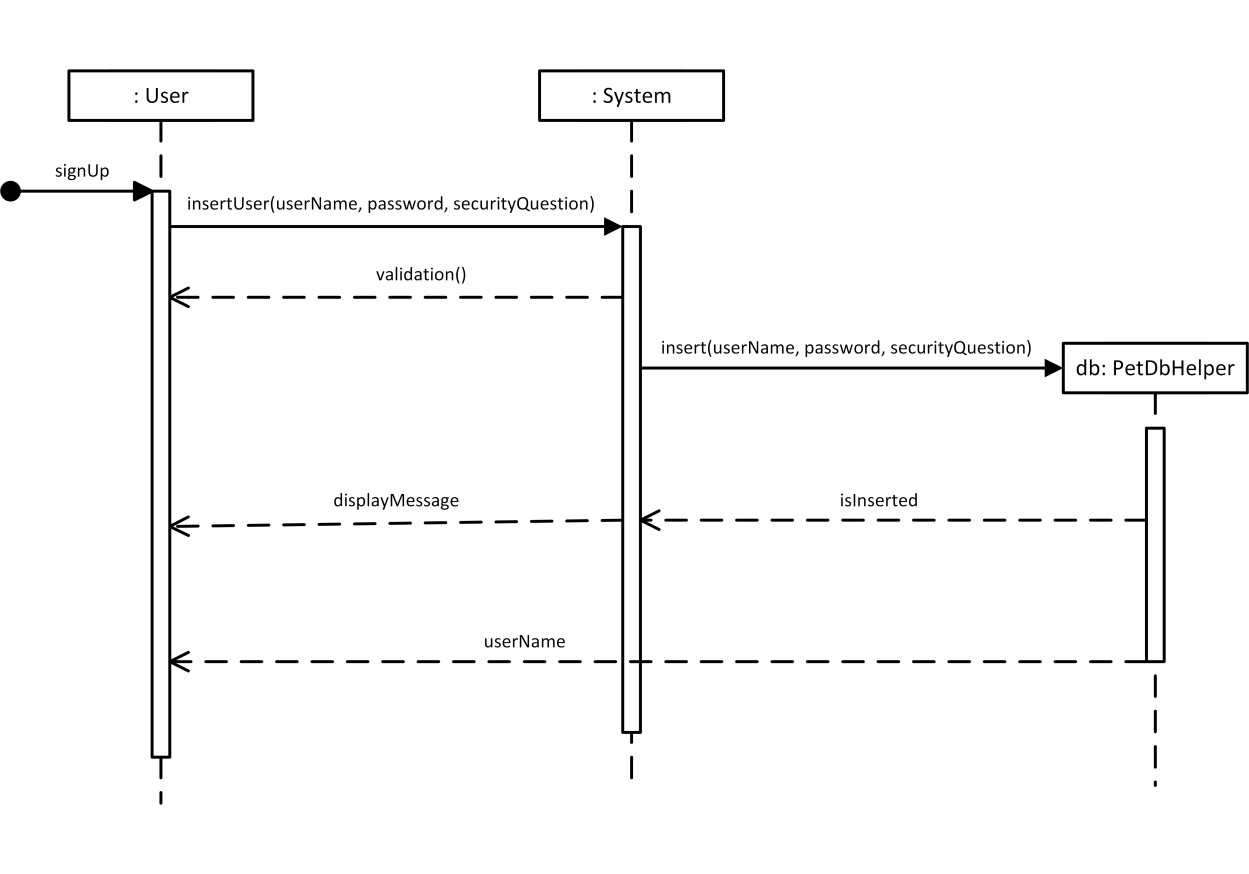 : User
: System
signUp
insertUser(userName, password, securityQuestion)
validation()
insert(userName, password, securityQuestion)
db: PetDbHelper
displayMessage
isInserted
userName